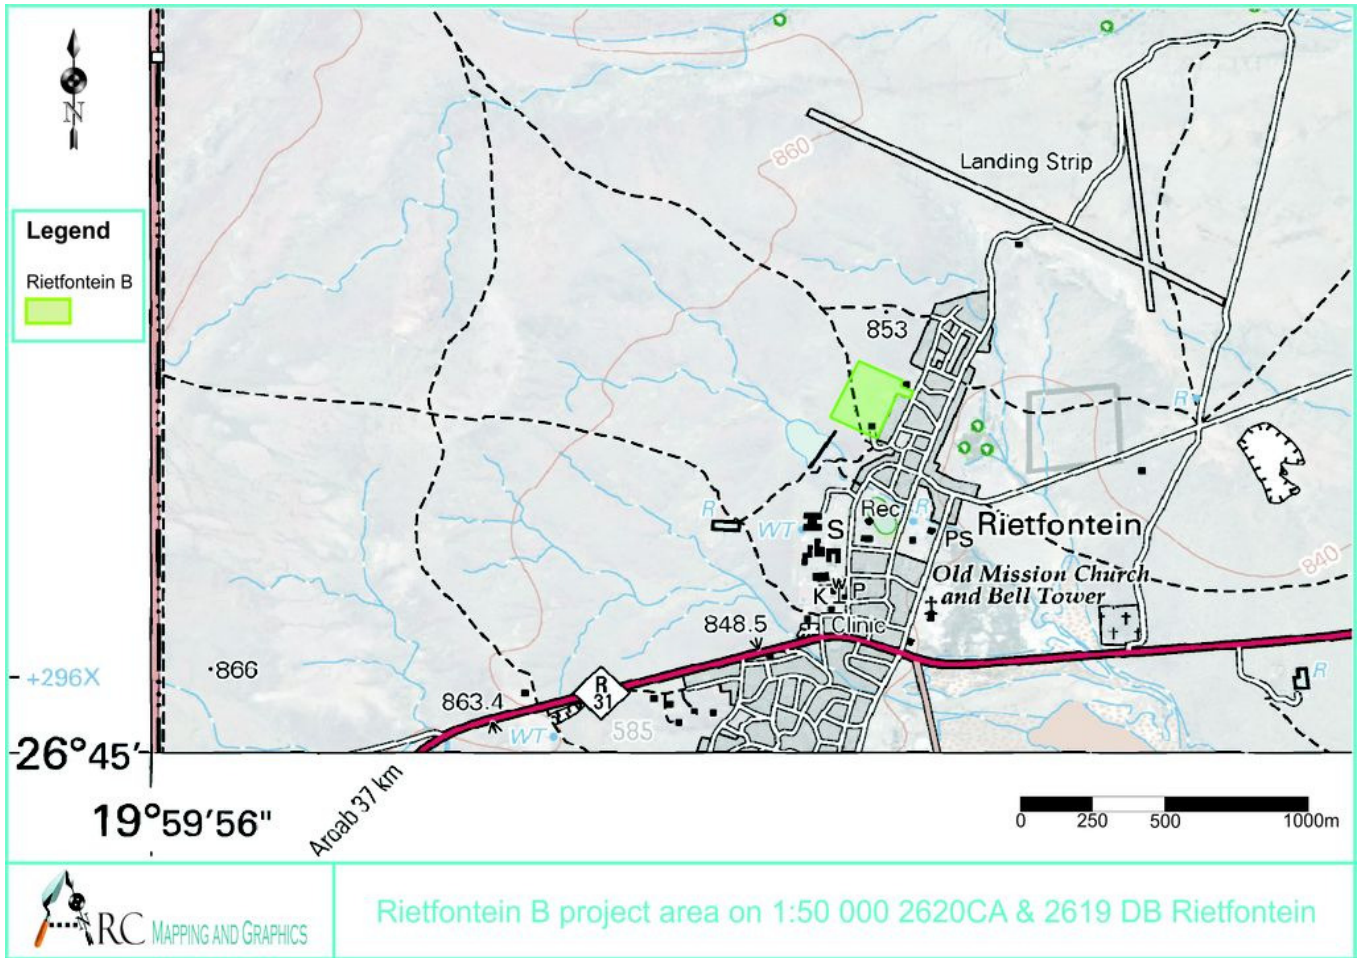 N
Legend
Rietfontein B
860
Landing Strip
853
R
R
WT
S
Rec
R
PS
Rietfontein
840
Old Mission Church
and Bell Tower
K
W
P
Clinic
848.5
+296X
866
863.4
R
31
585
WT
R
26°45'
19°59'56"
Aroab 37 km
0 250 500 1000m
ARC MAPPING AND GRAPHICS
Rietfontein B project area on 1:50 000 2620CA & 2619 DB Rietfontein